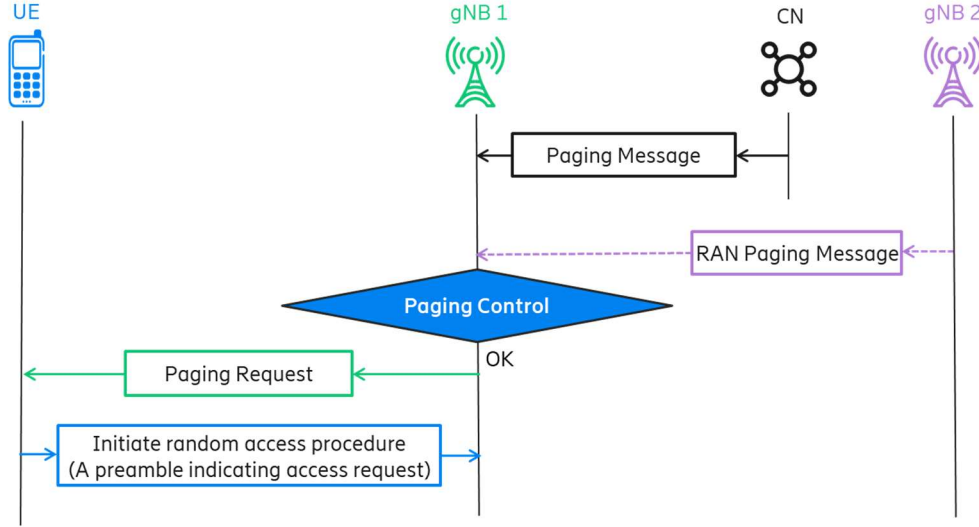 UE
gNB 1
CN
gNB 2
Paging Message
RAN Paging Message
Paging Control
OK
Paging Request
Initiate random access procedure
(A preamble indicating access request)